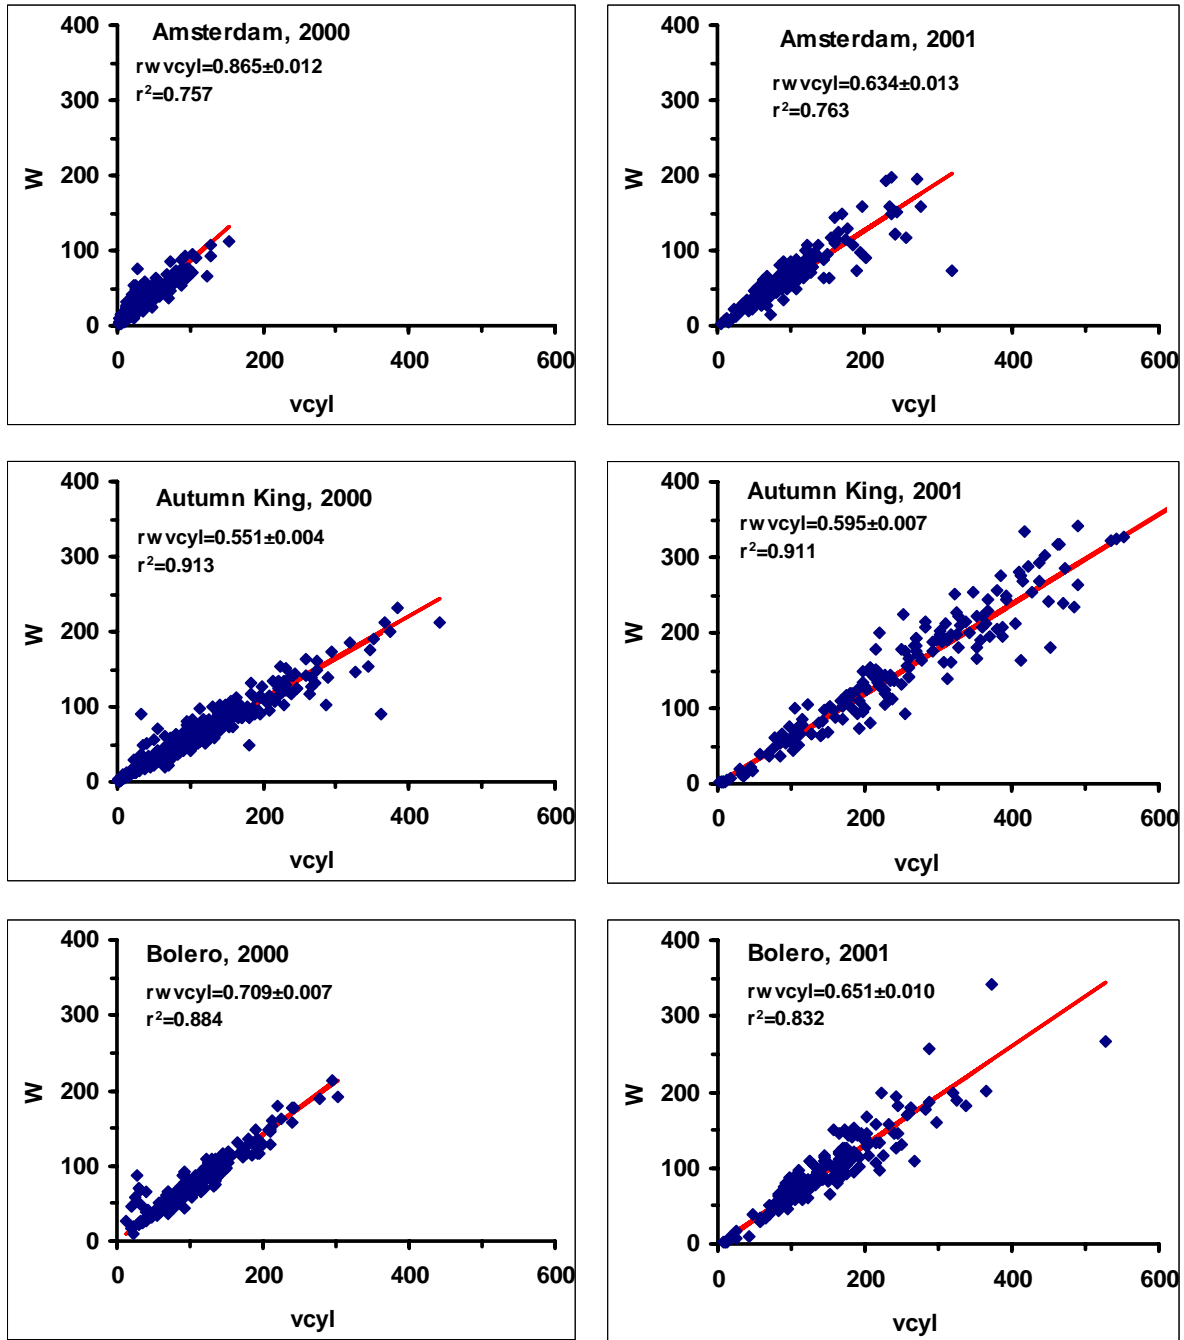 Amsterdam, 2000
rwvcyl=0.865±0.012
r²=0.757
400
300
200
100
0
W
0
200
400
600
vcyl
Amsterdam, 2001
rwvcyl=0.634±0.013
r²=0.763
400
300
200
100
0
W
0
200
400
600
vcyl
Autumn King, 2000
rwvcyl=0.551±0.004
r²=0.913
400
300
200
100
0
W
0
200
400
600
vcyl
Autumn King, 2001
rwvcyl=0.595±0.007
r²=0.911
400
300
200
100
0
W
0
200
400
600
vcyl
Bolero, 2000
rwvcyl=0.709±0.007
r²=0.884
400
300
200
100
0
W
0
200
400
600
vcyl
Bolero, 2001
rwvcyl=0.651±0.010
r²=0.832
400
300
200
100
0
W
0
200
400
600
vcyl